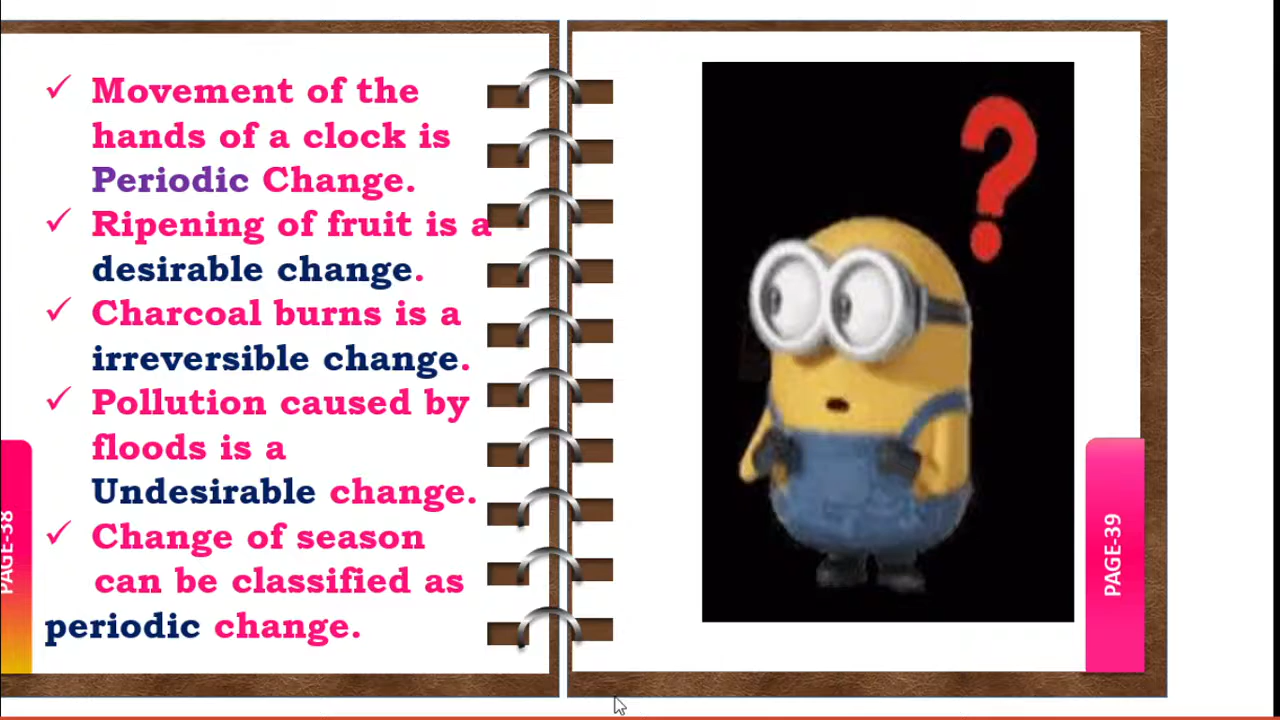 ✓ Movement of the
hands of a clock is
Periodic Change.
✓ Ripening of fruit is a
desirable change.
✓ Charcoal burns is a
irreversible change.
✓ Pollution caused by
floods is a
Undesirable change.
✓ Change of season
can be classified as
periodic change.
PAGE-38
?
PAGE-39